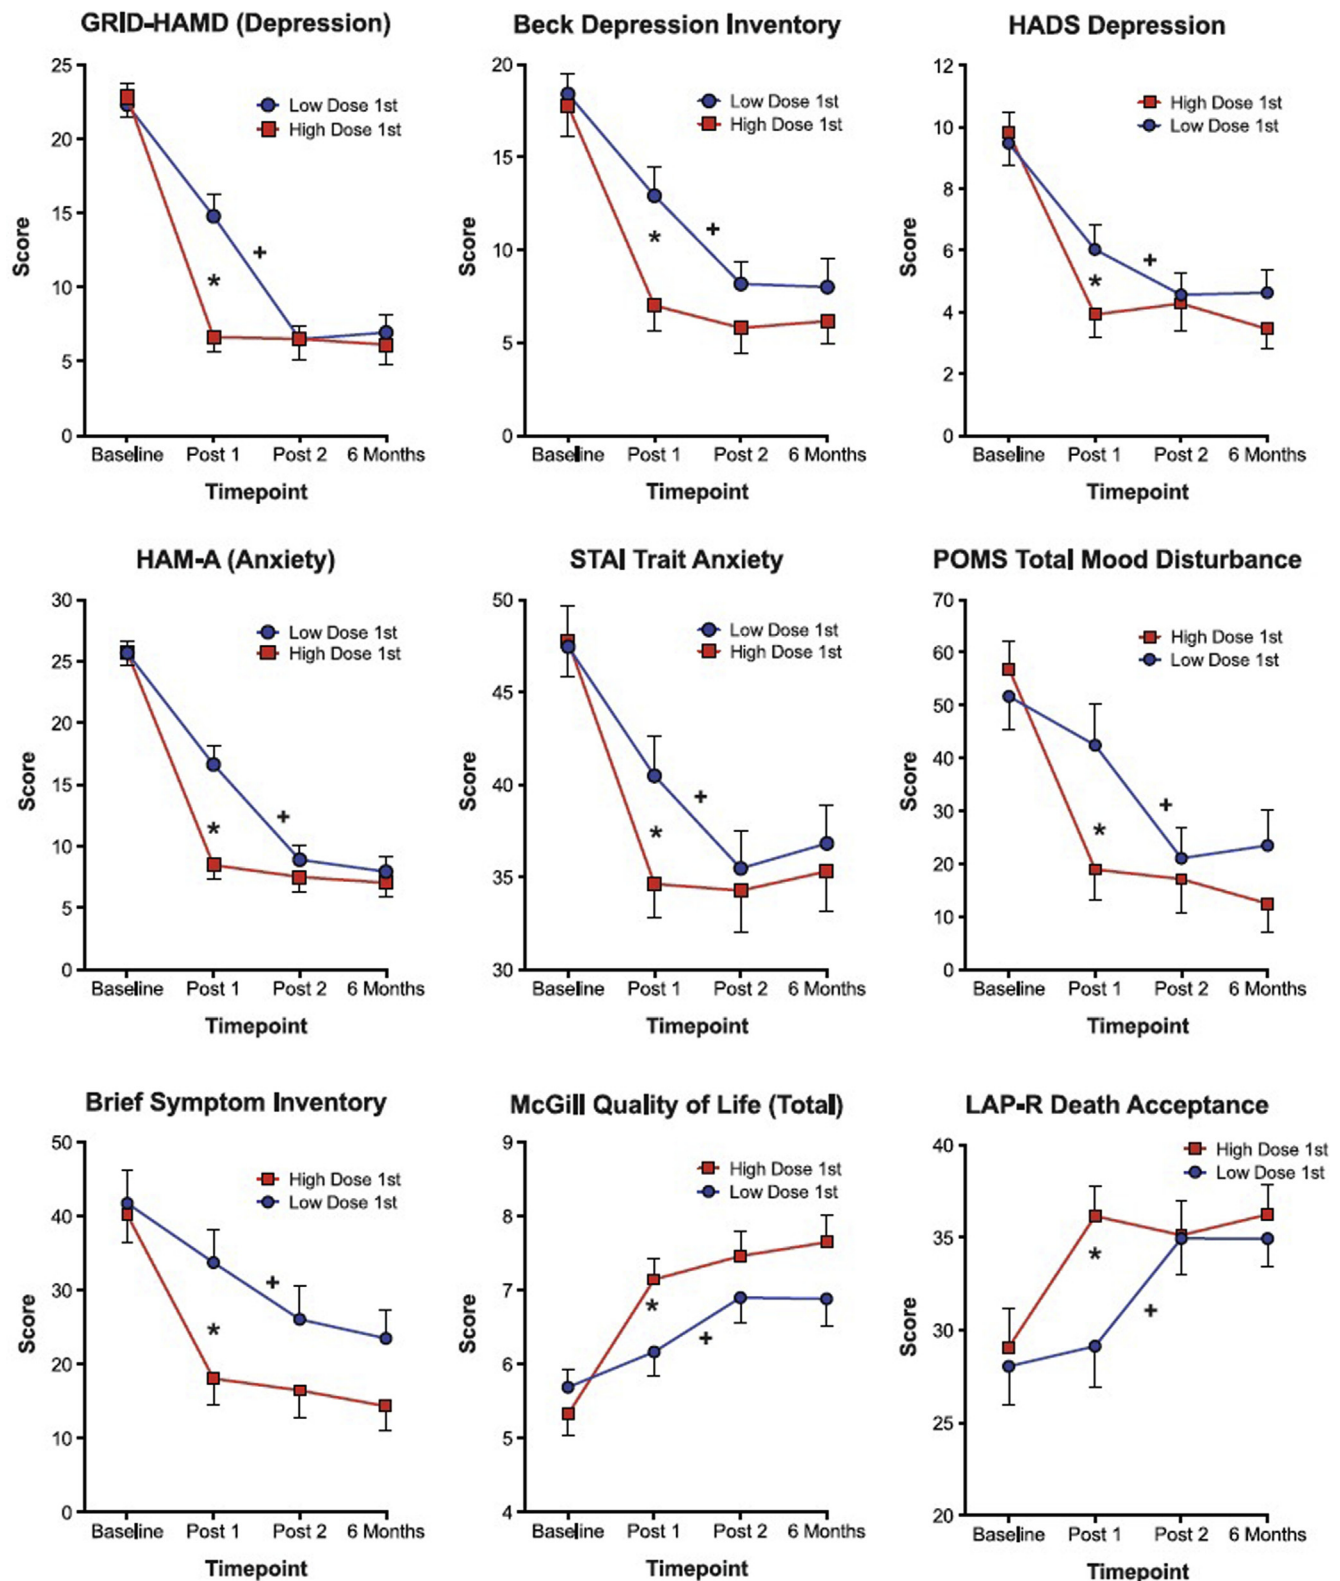 GRID-HAMD (Depression)
25
20
15
10
5
0
Score
Low Dose 1st
High Dose 1st
*
+
Baseline Post 1 Post 2 6 Months
Timepoint
Beck Depression Inventory
20
15
10
5
0
Score
Low Dose 1st
High Dose 1st
*
+
Baseline Post 1 Post 2 6 Months
Timepoint
HADS Depression
12
10
8
6
4
2
0
Score
High Dose 1st
Low Dose 1st
*
+
Baseline Post 1 Post 2 6 Months
Timepoint
HAM-A (Anxiety)
30
25
20
15
10
5
0
Score
Low Dose 1st
High Dose 1st
*
+
Baseline Post 1 Post 2 6 Months
Timepoint
STAI Trait Anxiety
50
45
40
35
30
Score
Low Dose 1st
High Dose 1st
*
+
Baseline Post 1 Post 2 6 Months
Timepoint
POMS Total Mood Disturbance
70
60
50
40
30
20
10
0
Score
High Dose 1st
Low Dose 1st
*
+
Baseline Post 1 Post 2 6 Months
Timepoint
Brief Symptom Inventory
50
40
30
20
10
0
Score
High Dose 1st
Low Dose 1st
*
+
Baseline Post 1 Post 2 6 Months
Timepoint
McGill Quality of Life (Total)
9
8
7
6
5
4
Score
High Dose 1st
Low Dose 1st
*
+
Baseline Post 1 Post 2 6 Months
Timepoint
LAP-R Death Acceptance
40
35
30
25
20
Score
High Dose 1st
Low Dose 1st
*
+
Baseline Post 1 Post 2 6 Months
Timepoint